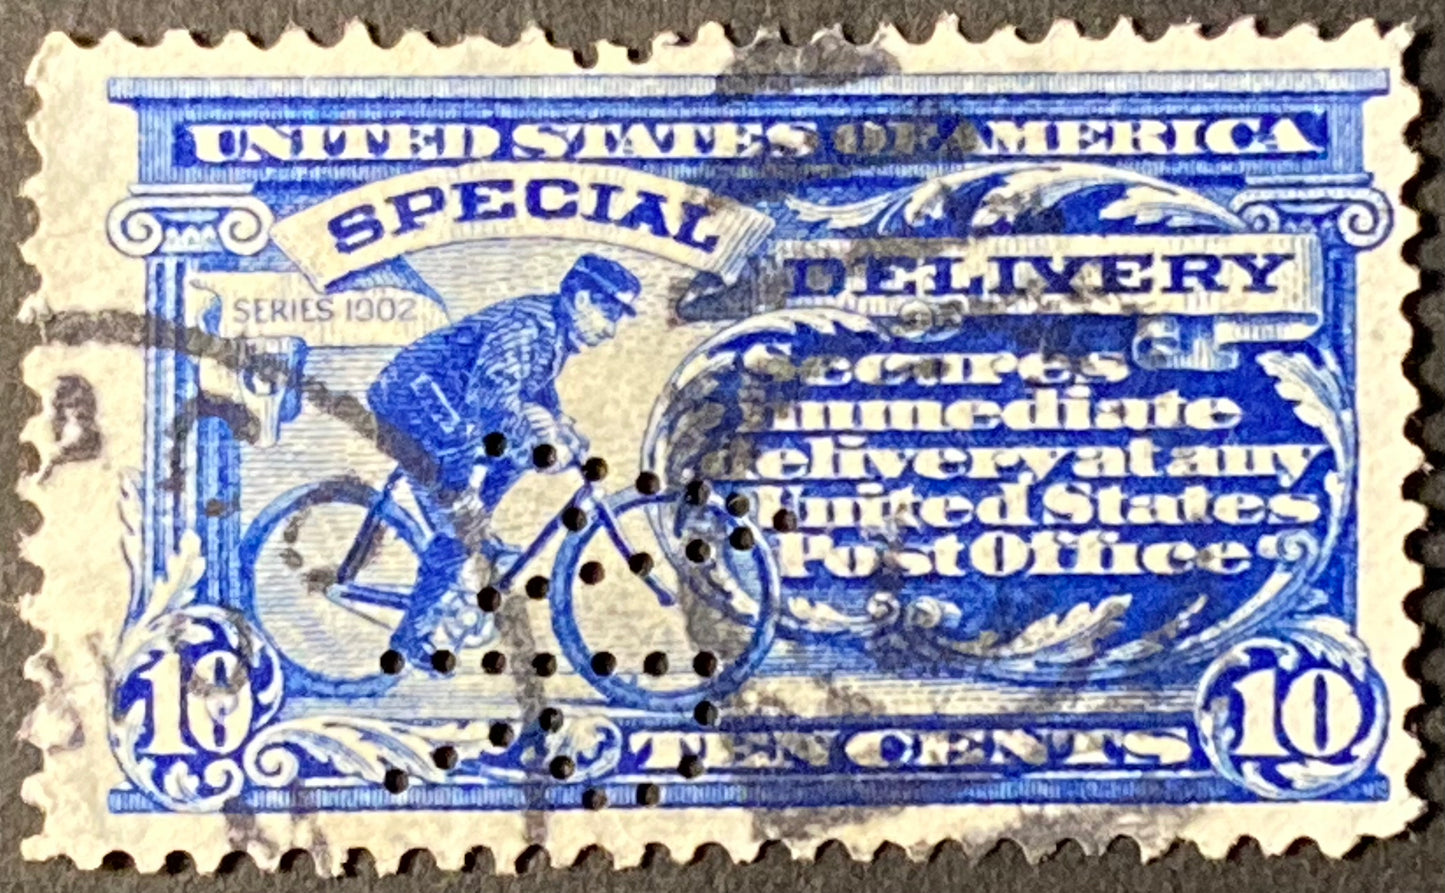 UNITED STATES OF AMERICA
SPECIAL
DELIVERY
SERIES 1902
Secures
immediate
delivery at any
United States
Post Office
10
10
TEN CENTS